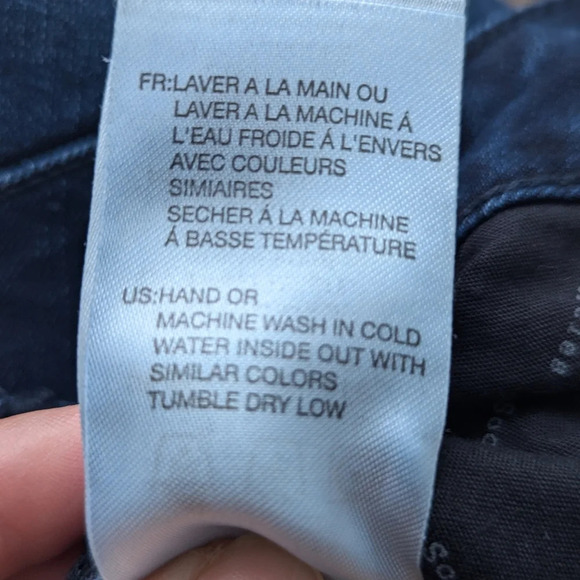 FR:LAVER A LA MAIN OU
LAVER A LA MACHINE Á
L'EAU FROIDE Á L'ENVERS
AVEC COULEURS
SIMIAIRES
SECHER Á LA MACHINE
Á BASSE TEMPÉRATURE
US:HAND OR
MACHINE WASH IN COLD
WATER INSIDE OUT WITH
SIMILAR COLORS
TUMBLE DRY LOW